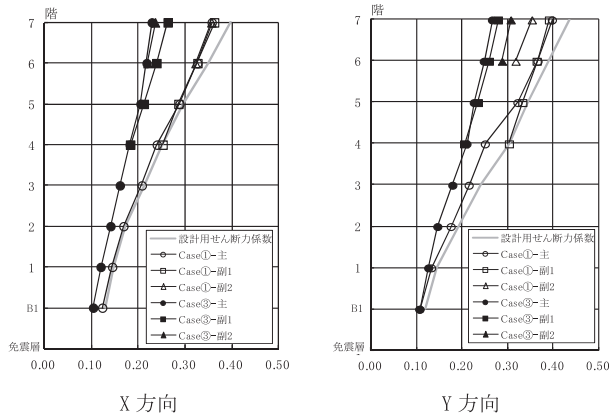 階
7
6
5
4
3
2
1
B1
免震層
0.00 0.10 0.20 0.30 0.40 0.50
設計用せん断力係数
Case①-主
Case①-副1
Case①-副2
Case③-主
Case③-副1
Case③-副2
X 方向
階
7
6
5
4
3
2
1
B1
免震層
0.00 0.10 0.20 0.30 0.40 0.50
設計用せん断力係数
Case①-主
Case①-副1
Case①-副2
Case③-主
Case③-副1
Case③-副2
Y 方向